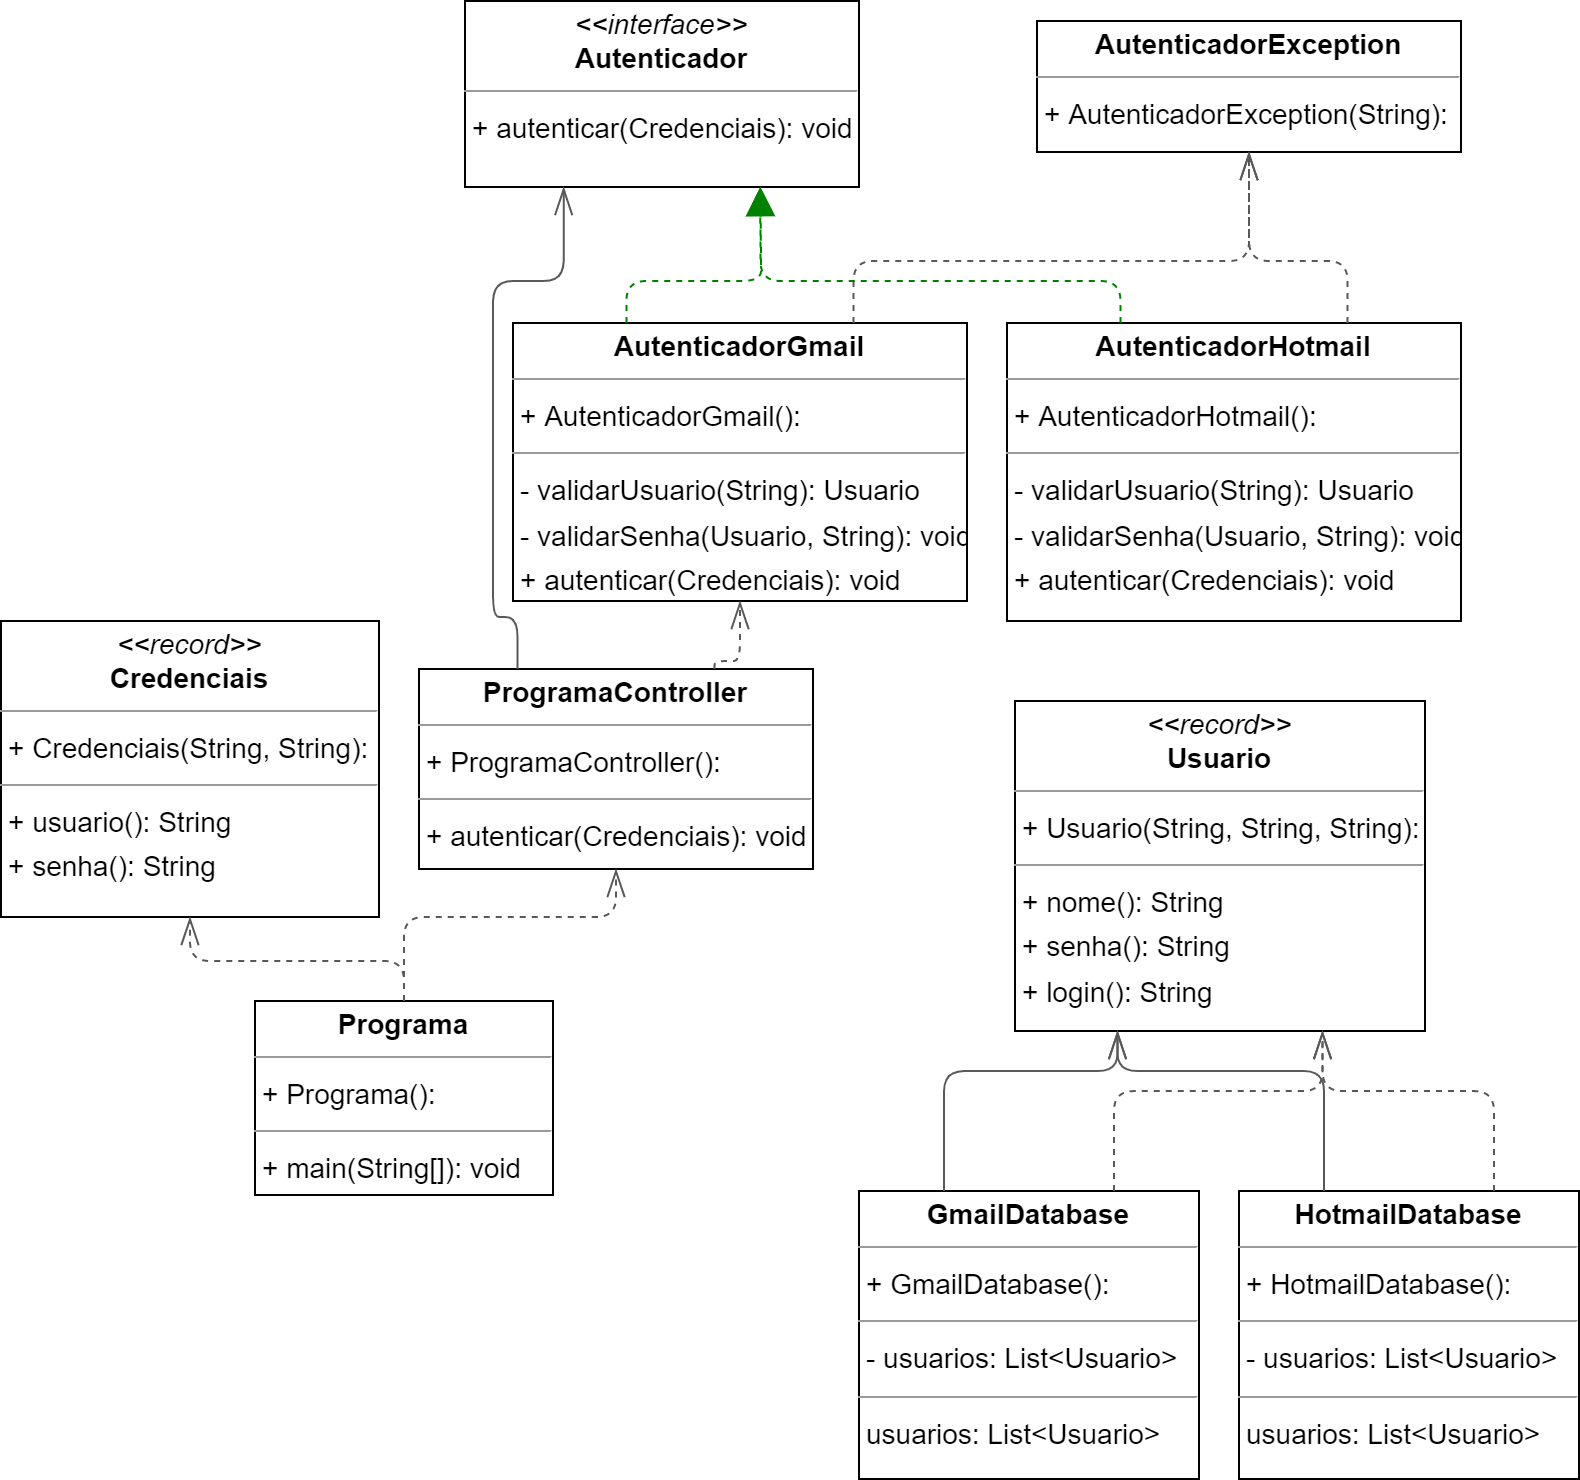 <<interface>>
Autenticador
+ autenticar(Credenciais): void
AutenticadorException
+ AutenticadorException(String):
AutenticadorGmail
+ AutenticadorGmail():
- validarUsuario(String): Usuario
- validarSenha(Usuario, String): void
+ autenticar(Credenciais): void
AutenticadorHotmail
+ AutenticadorHotmail():
- validarUsuario(String): Usuario
- validarSenha(Usuario, String): void
+ autenticar(Credenciais): void
<<record>>
Credenciais
+ Credenciais(String, String):
+ usuario(): String
+ senha(): String
ProgramaController
+ ProgramaController():
+ autenticar(Credenciais): void
<<record>>
Usuario
+ Usuario(String, String, String):
+ nome(): String
+ senha(): String
+ login(): String
Programa
+ Programa():
+ main(String[]): void
GmailDatabase
+ GmailDatabase():
- usuarios: List<Usuario>
usuarios: List<Usuario>
HotmailDatabase
+ HotmailDatabase():
- usuarios: List<Usuario>
usuarios: List<Usuario>